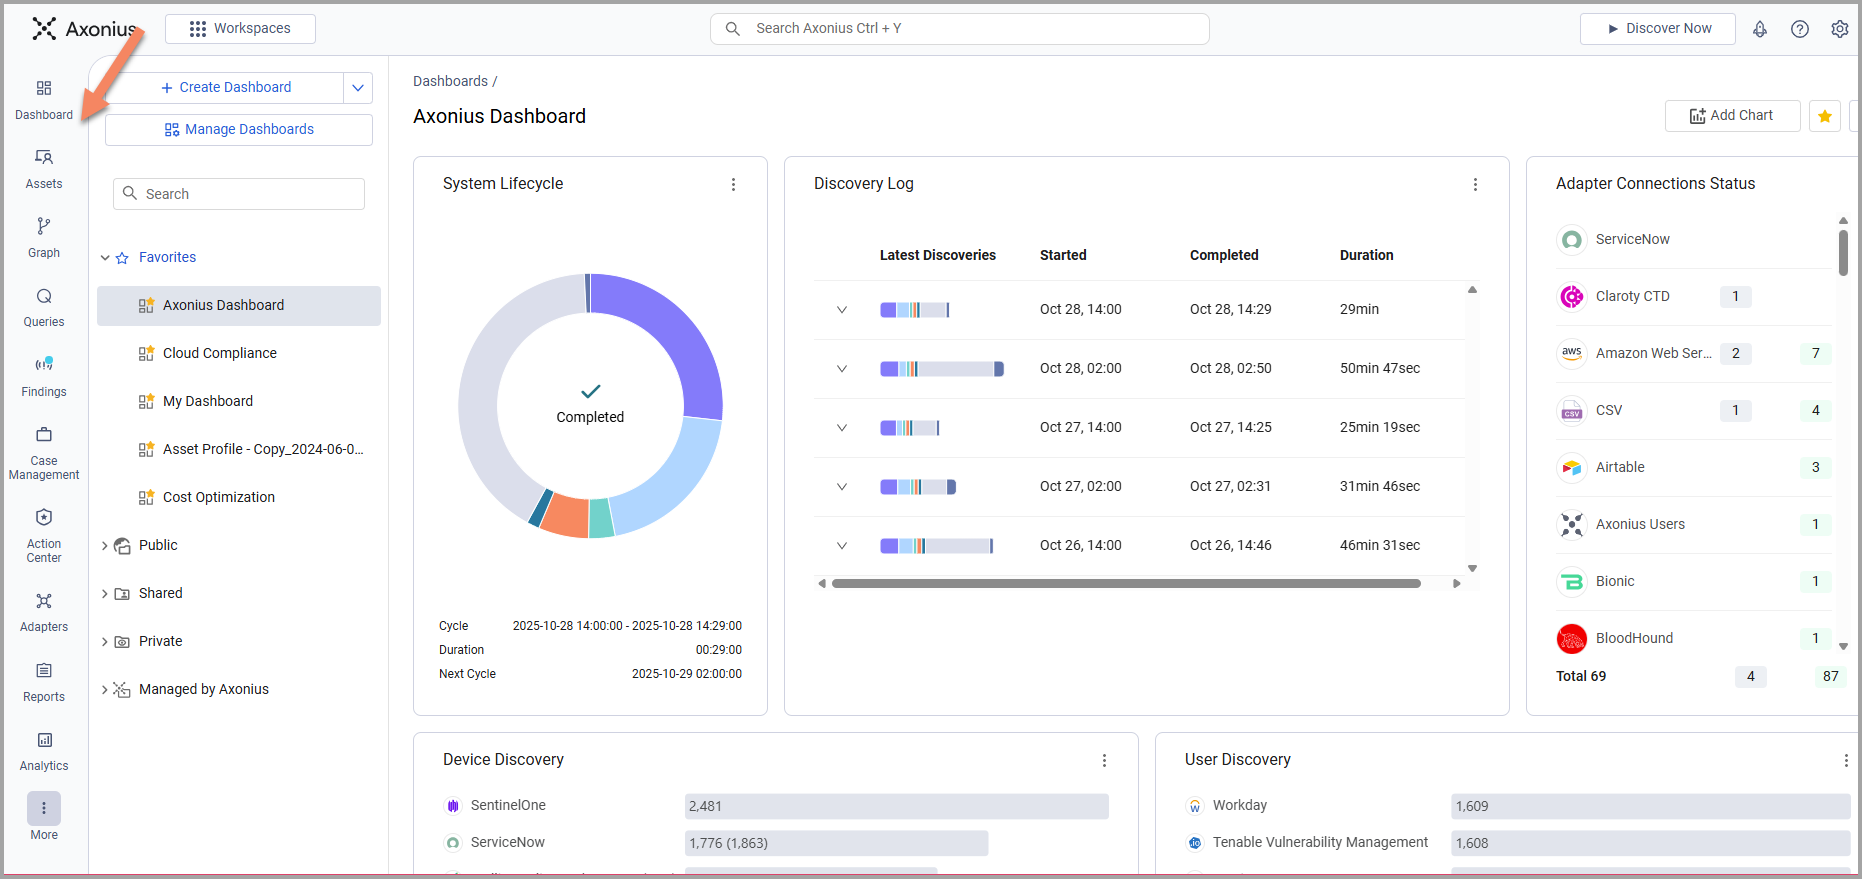 Axonius
Workspaces
Search Axonius Ctrl + Y
Discover Now
Dashboard
Assets
Graph
Queries
Findings
Case
Management
Action
Center
Adapters
Reports
Analytics
More
Create Dashboard
Manage Dashboards
Search
Favorites
Axonius Dashboard
Cloud Compliance
My Dashboard
Asset Profile - Copy_2024-06-0...
Cost Optimization
Public
Shared
Private
Managed by Axonius
Dashboards /
Axonius Dashboard
Add Chart
System Lifecycle
Completed
Cycle 2025-10-28 14:00:00 - 2025-10-28 14:29:00
Duration 00:29:00
Next Cycle 2025-10-29 02:00:00
Discovery Log
Latest Discoveries Started Completed Duration
Oct 28, 14:00 Oct 28, 14:29 29min
Oct 28, 02:00 Oct 28, 02:50 50min 47sec
Oct 27, 14:00 Oct 27, 14:25 25min 19sec
Oct 27, 02:00 Oct 27, 02:31 31min 46sec
Oct 26, 14:00 Oct 26, 14:46 46min 31sec
Adapter Connections Status
ServiceNow
Claroty CTD 1
aws Amazon Web Ser... 2 7
CSV CSV 1 4
Airtable 3
Axonius Users 1
Bionic 1
BloodHound 1
Total 69 4 87
Device Discovery
SentinelOne 2,481
ServiceNow 1,776 (1,863)
User Discovery
Workday 1,609
Tenable Vulnerability Management 1,608